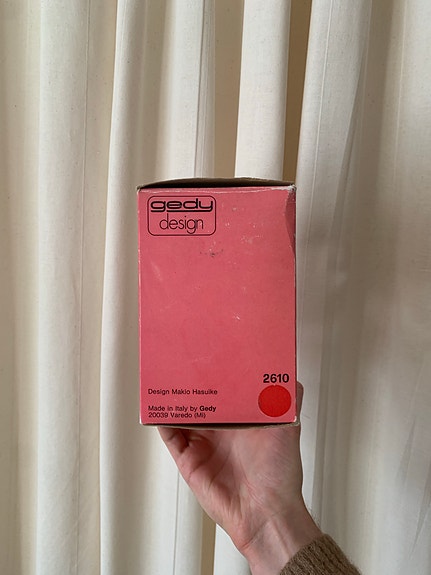 gedy
design
2610
Design Makio Hasuike
Made in Italy by Gedy
20039 Varedo (Mi)